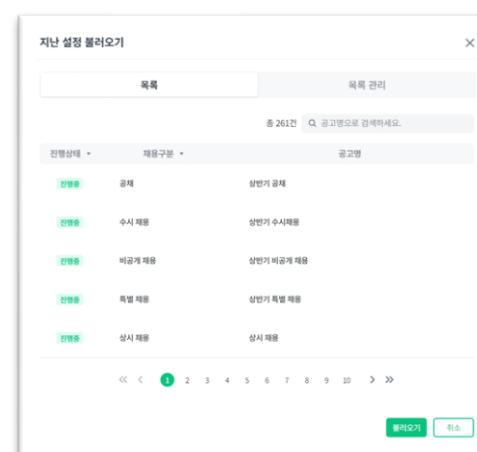 지난 설정 불러오기
목록 목록 관리
총 261건 공고명으로 검색하세요.
진행상태 채용구분 공고명
진행중 공채 상반기 공채
진행중 수시 채용 상반기 수시채용
진행중 비공개 채용 상반기 비공개 채용
진행중 특별 채용 상반기 특별 채용
진행중 상시 채용 상시 채용
1 2 3 4 5 6 7 8 9 10
불러오기 취소